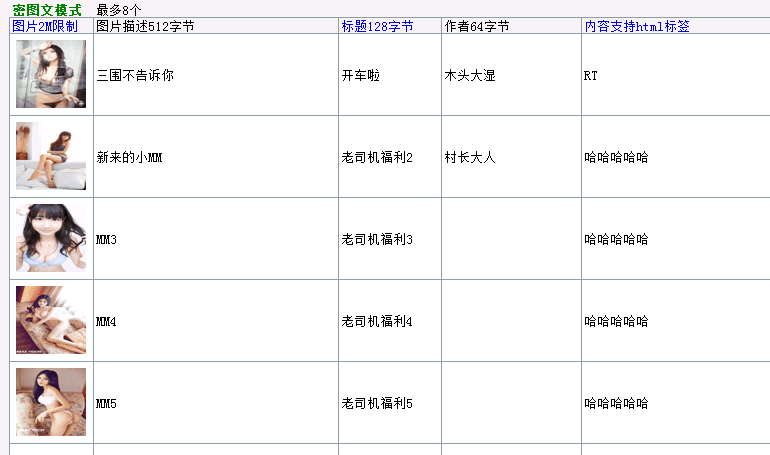 密图文模式 最多8个
图片2M限制 图片描述512字节 标题128字节 作者64字节 内容支持html标签
三围不告诉你 开车啦 木头大湿 RT
新来的小MM 老司机福利2 村长大人 哈哈哈哈哈
MM3 老司机福利3 哈哈哈哈哈
MM4 老司机福利4 哈哈哈哈哈
MM5 老司机福利5 哈哈哈哈哈